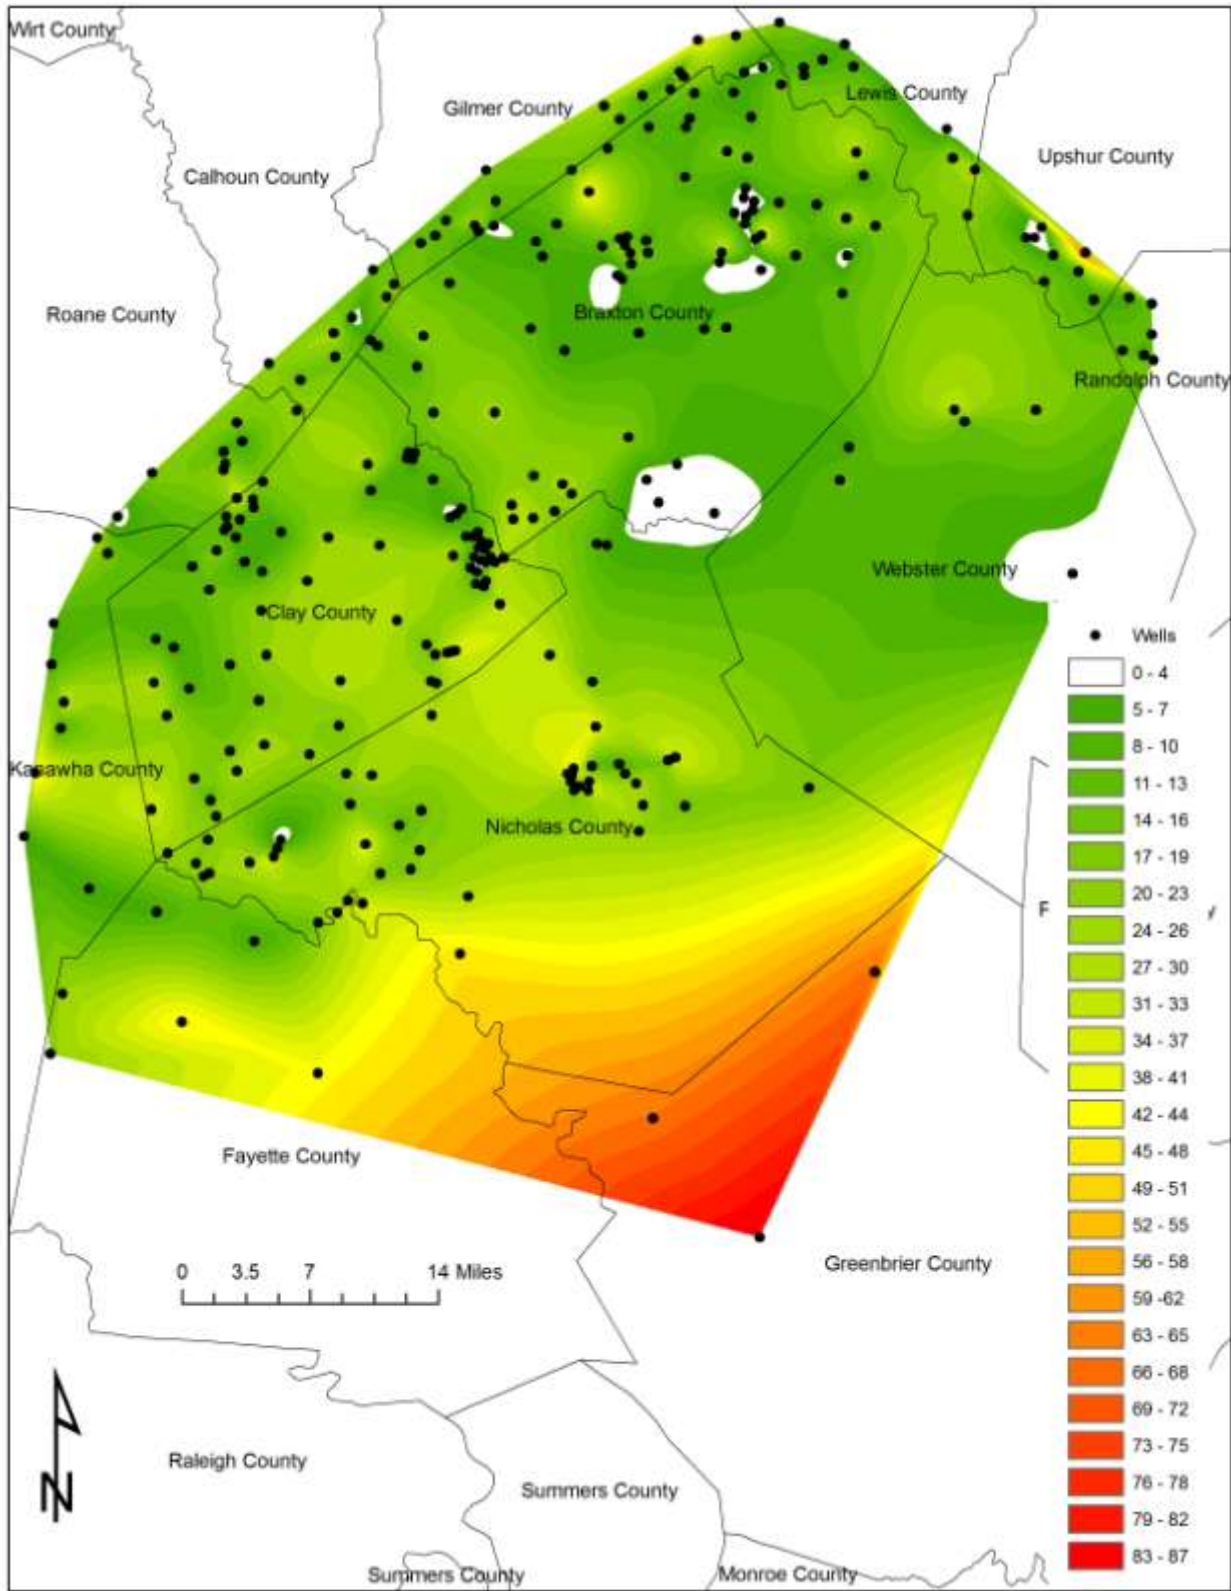 Wirt County
Gilmer County
Lewis County
Upshur County
Calhoun County
Roane County
Braxton County
Randolph County
Webster County
Clay County
Wells
0 - 4
5 - 7
8 - 10
11 - 13
14 - 16
17 - 19
20 - 23
24 - 26
27 - 30
31 - 33
34 - 37
38 - 41
42 - 44
45 - 48
49 - 51
52 - 55
56 - 58
59 -62
63 - 65
66 - 68
69 - 72
73 - 75
76 - 78
79 - 82
83 - 87
Kanawha County
Nicholas County
Fayette County
Greenbrier County
0 3.5 7 14 Miles
N
Raleigh County
Summers County
Summers County
Monroe County